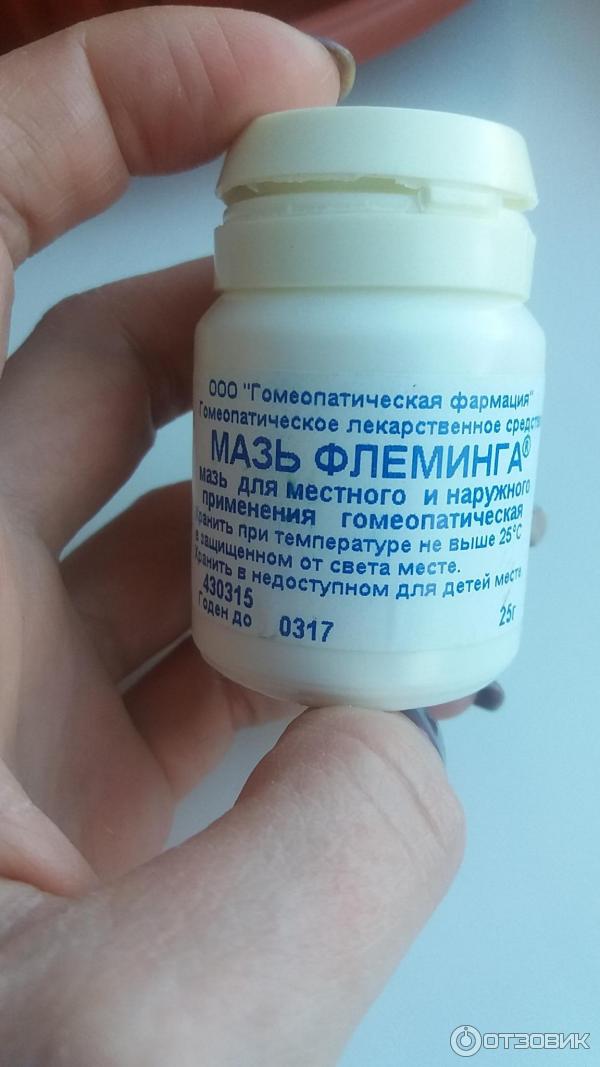 ООО "Гомеопатическая фармация"
Гомеопатическое лекарственное средство
МАЗЬ ФЛЕМИНГА®
мазь для местного и наружного
применения гомеопатическая
Хранить при температуре не выше 25°С
в защищенном от света месте.
Хранить в недоступном для детей месте
430315
Годен до 0317
25г
ОТЗОВИК